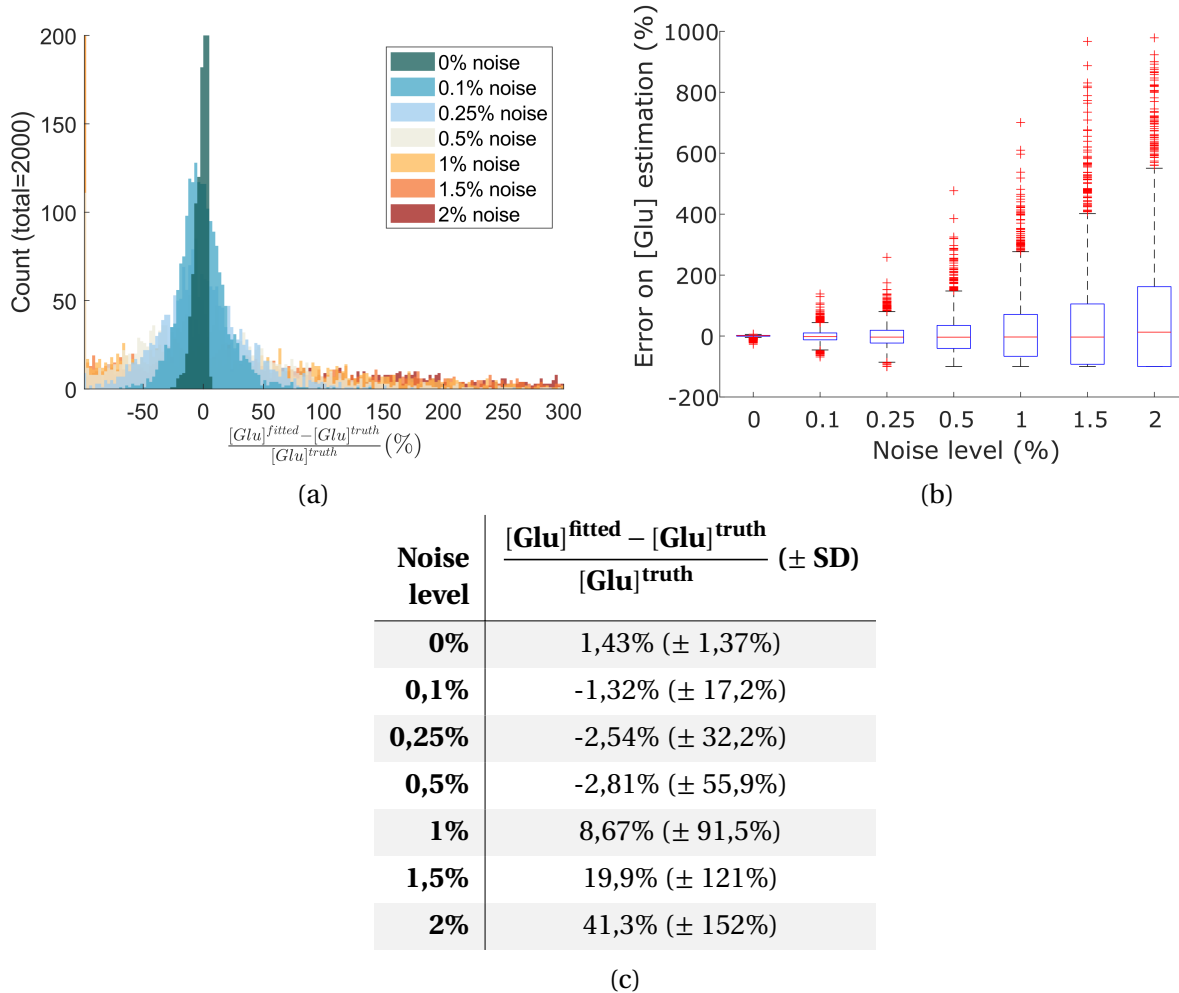 200
150
100
50
0
Count (total=2000)
0% noise
0.1% noise
0.25% noise
0.5% noise
1% noise
1.5% noise
2% noise
-50 0 50 100 150 200 250 300
[Glu]^fitted−[Glu]^truth
[Glu]^truth (%)
(a)
1000
800
600
400
200
0
-200
Error on [Glu] estimation (%)
0 0.1 0.25 0.5 1 1.5 2
Noise level (%)
(b)
Noise
level
[Glu]^fitted – [Glu]^truth
[Glu]^truth (± SD)
0% 1,43% (± 1,37%)
0,1% -1,32% (± 17,2%)
0,25% -2,54% (± 32,2%)
0,5% -2,81% (± 55,9%)
1% 8,67% (± 91,5%)
1,5% 19,9% (± 121%)
2% 41,3% (± 152%)
(c)